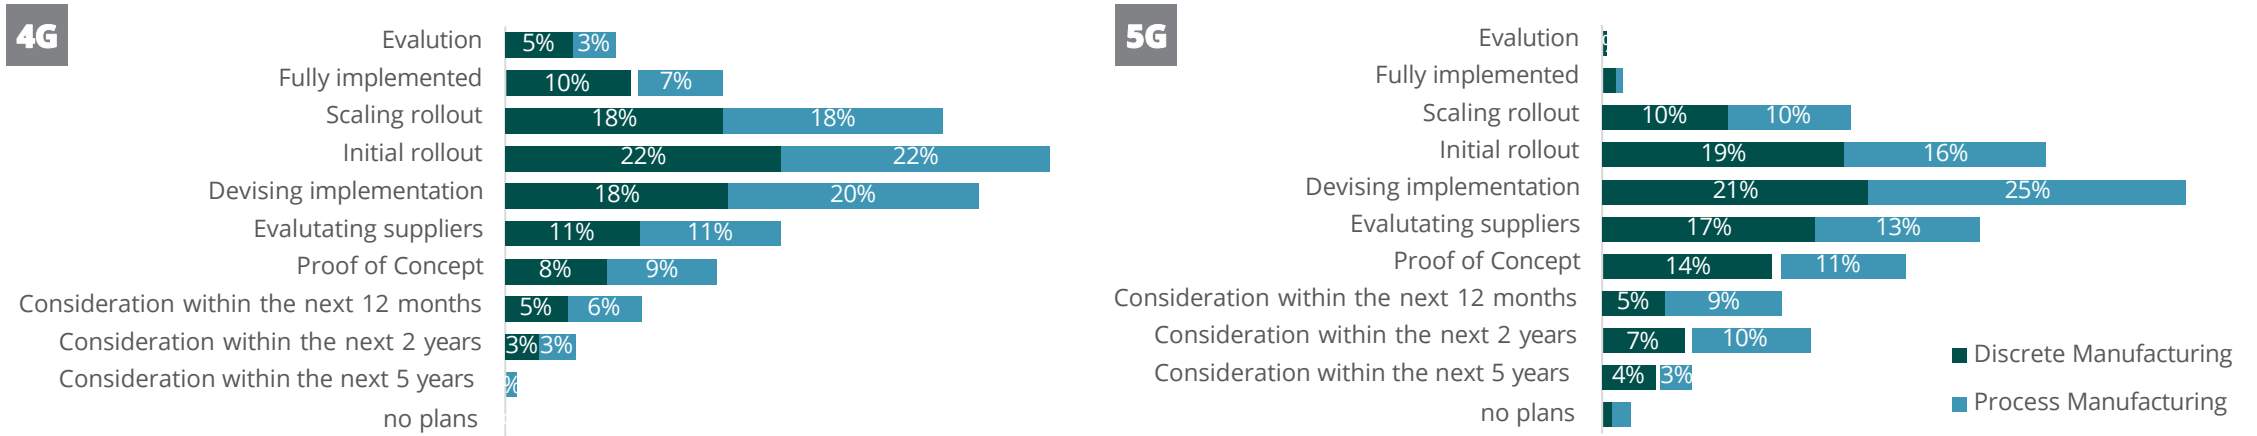 4G
Evalution 5% 3%
Fully implemented 10% 7%
Scaling rollout 18% 18%
Initial rollout 22% 22%
Devising implementation 18% 20%
Evalutating suppliers 11% 11%
Proof of Concept 8% 9%
Consideration within the next 12 months 5% 6%
Consideration within the next 2 years 3% 3%
Consideration within the next 5 years
no plans
5G
Evalution
Fully implemented
Scaling rollout 10% 10%
Initial rollout 19% 16%
Devising implementation 21% 25%
Evalutating suppliers 17% 13%
Proof of Concept 14% 11%
Consideration within the next 12 months 5% 9%
Consideration within the next 2 years 7% 10%
Consideration within the next 5 years 4% 3%
no plans
Discrete Manufacturing
Process Manufacturing